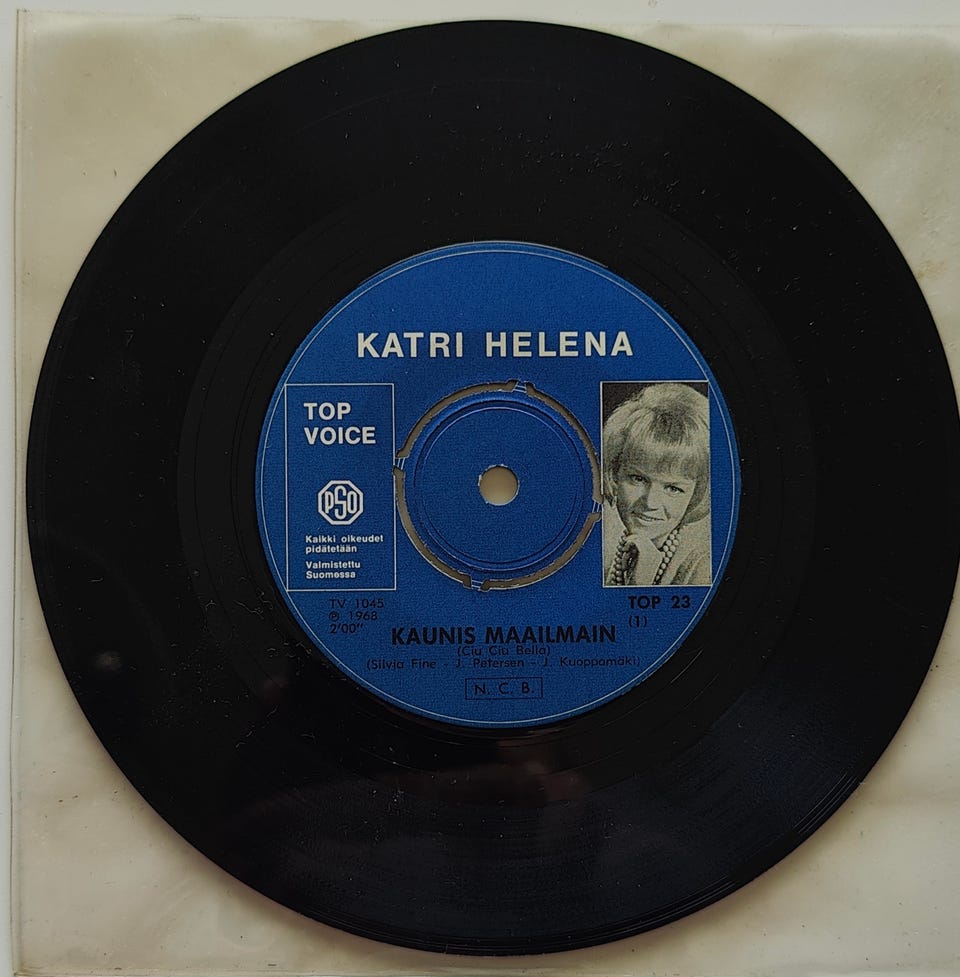 KATRI HELENA
TOP
VOICE
PSO
Kaikki oikeudet
pidätetään
Valmistettu
Suomessa
TV 1045
℗ 1968
2'00"
TOP 23
(1)
KAUNIS MAAILMAIN
(Ciu Ciu Bella)
(Silvia Fine - J. Petersen - J. Kuoppamäki)
N. C. B.